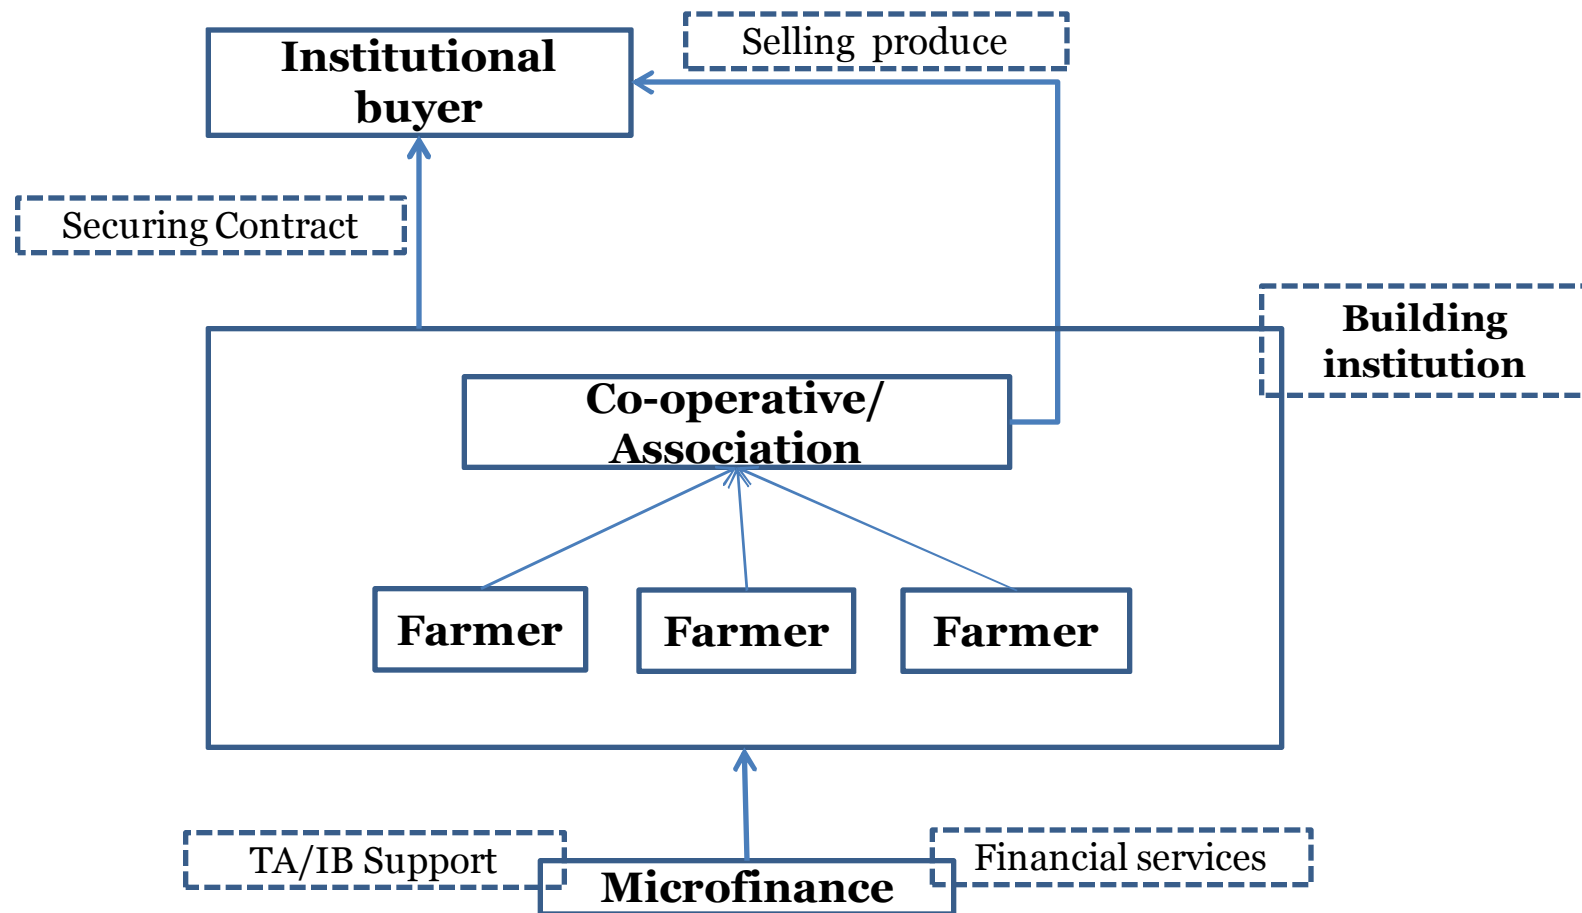 Selling produce
Institutional
buyer
Securing Contract
Building
institution
Co-operative/
Association
Farmer
Farmer
Farmer
TA/IB Support
Financial services
Microfinance